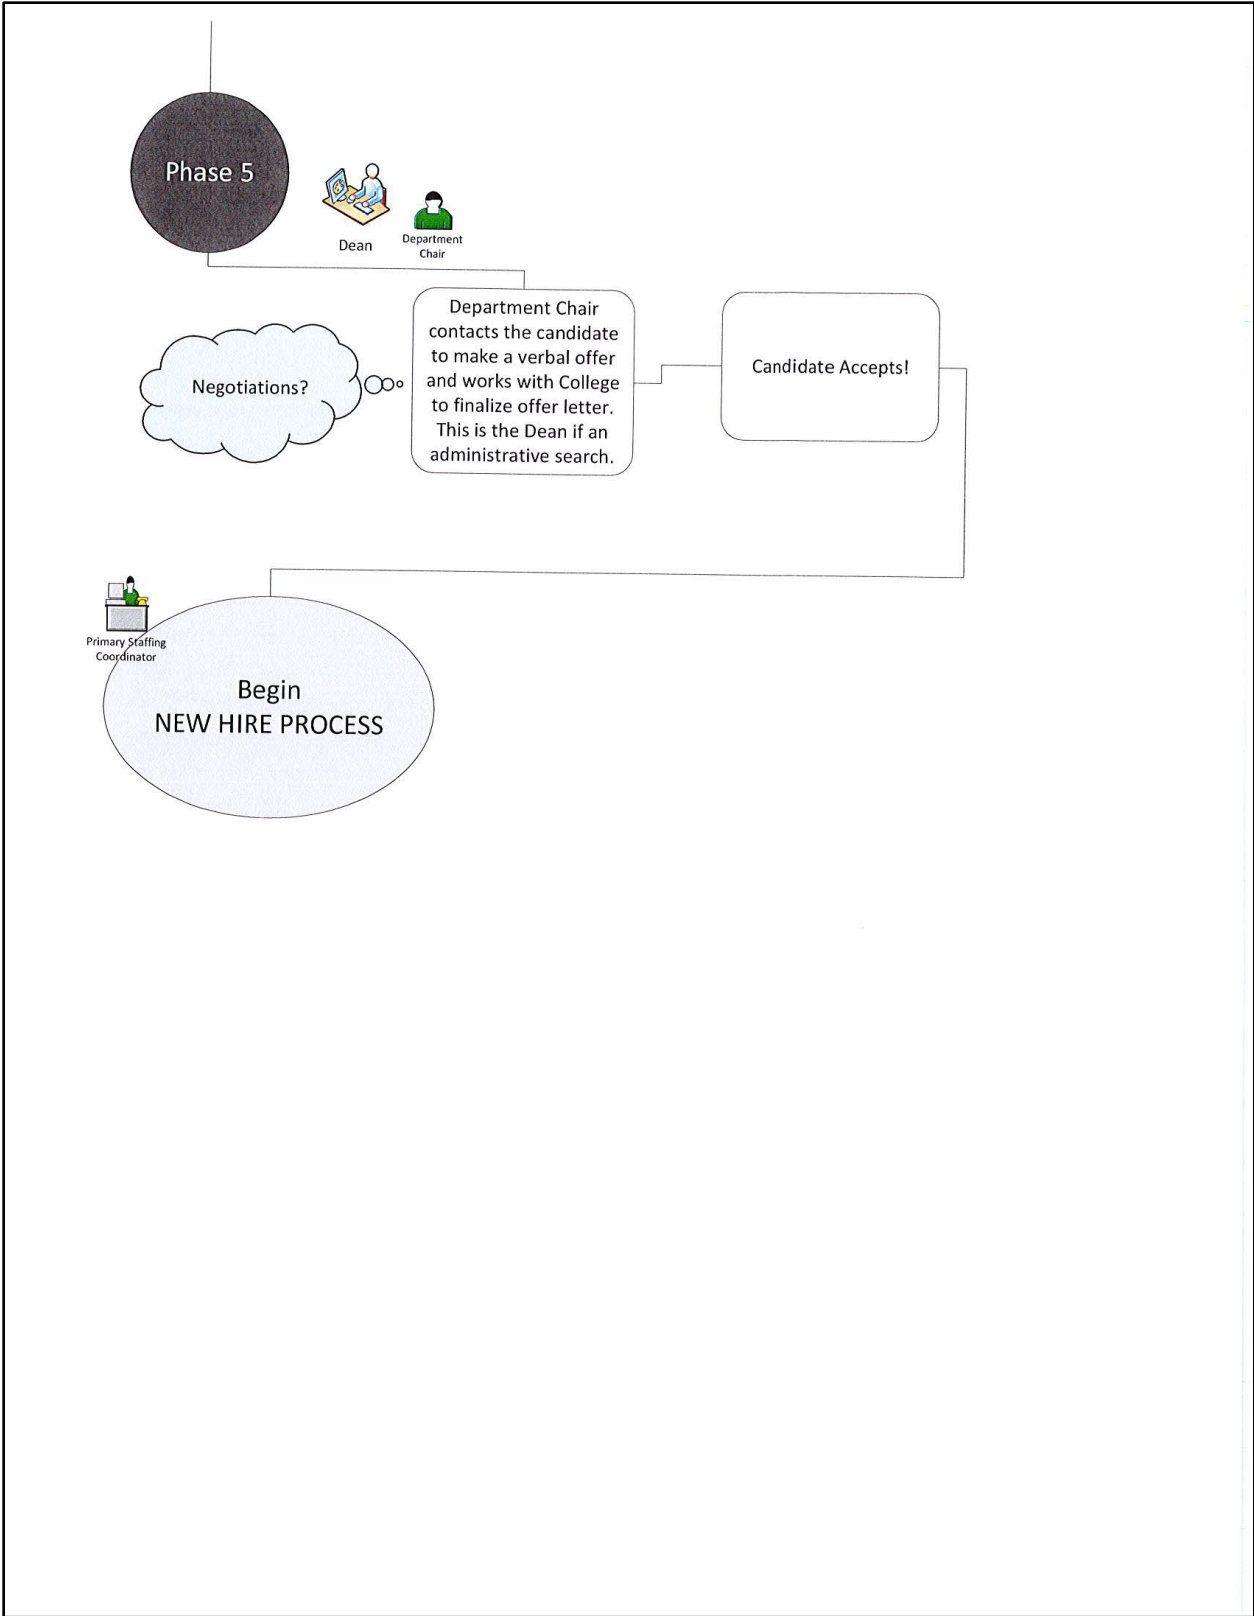 Phase 5
Dean
Department
Chair
Department Chair
contacts the candidate
to make a verbal offer
and works with College
to finalize offer letter.
This is the Dean if an
administrative search.
Negotiations?
Candidate Accepts!
Primary Staffing
Coordinator
Begin
NEW HIRE PROCESS